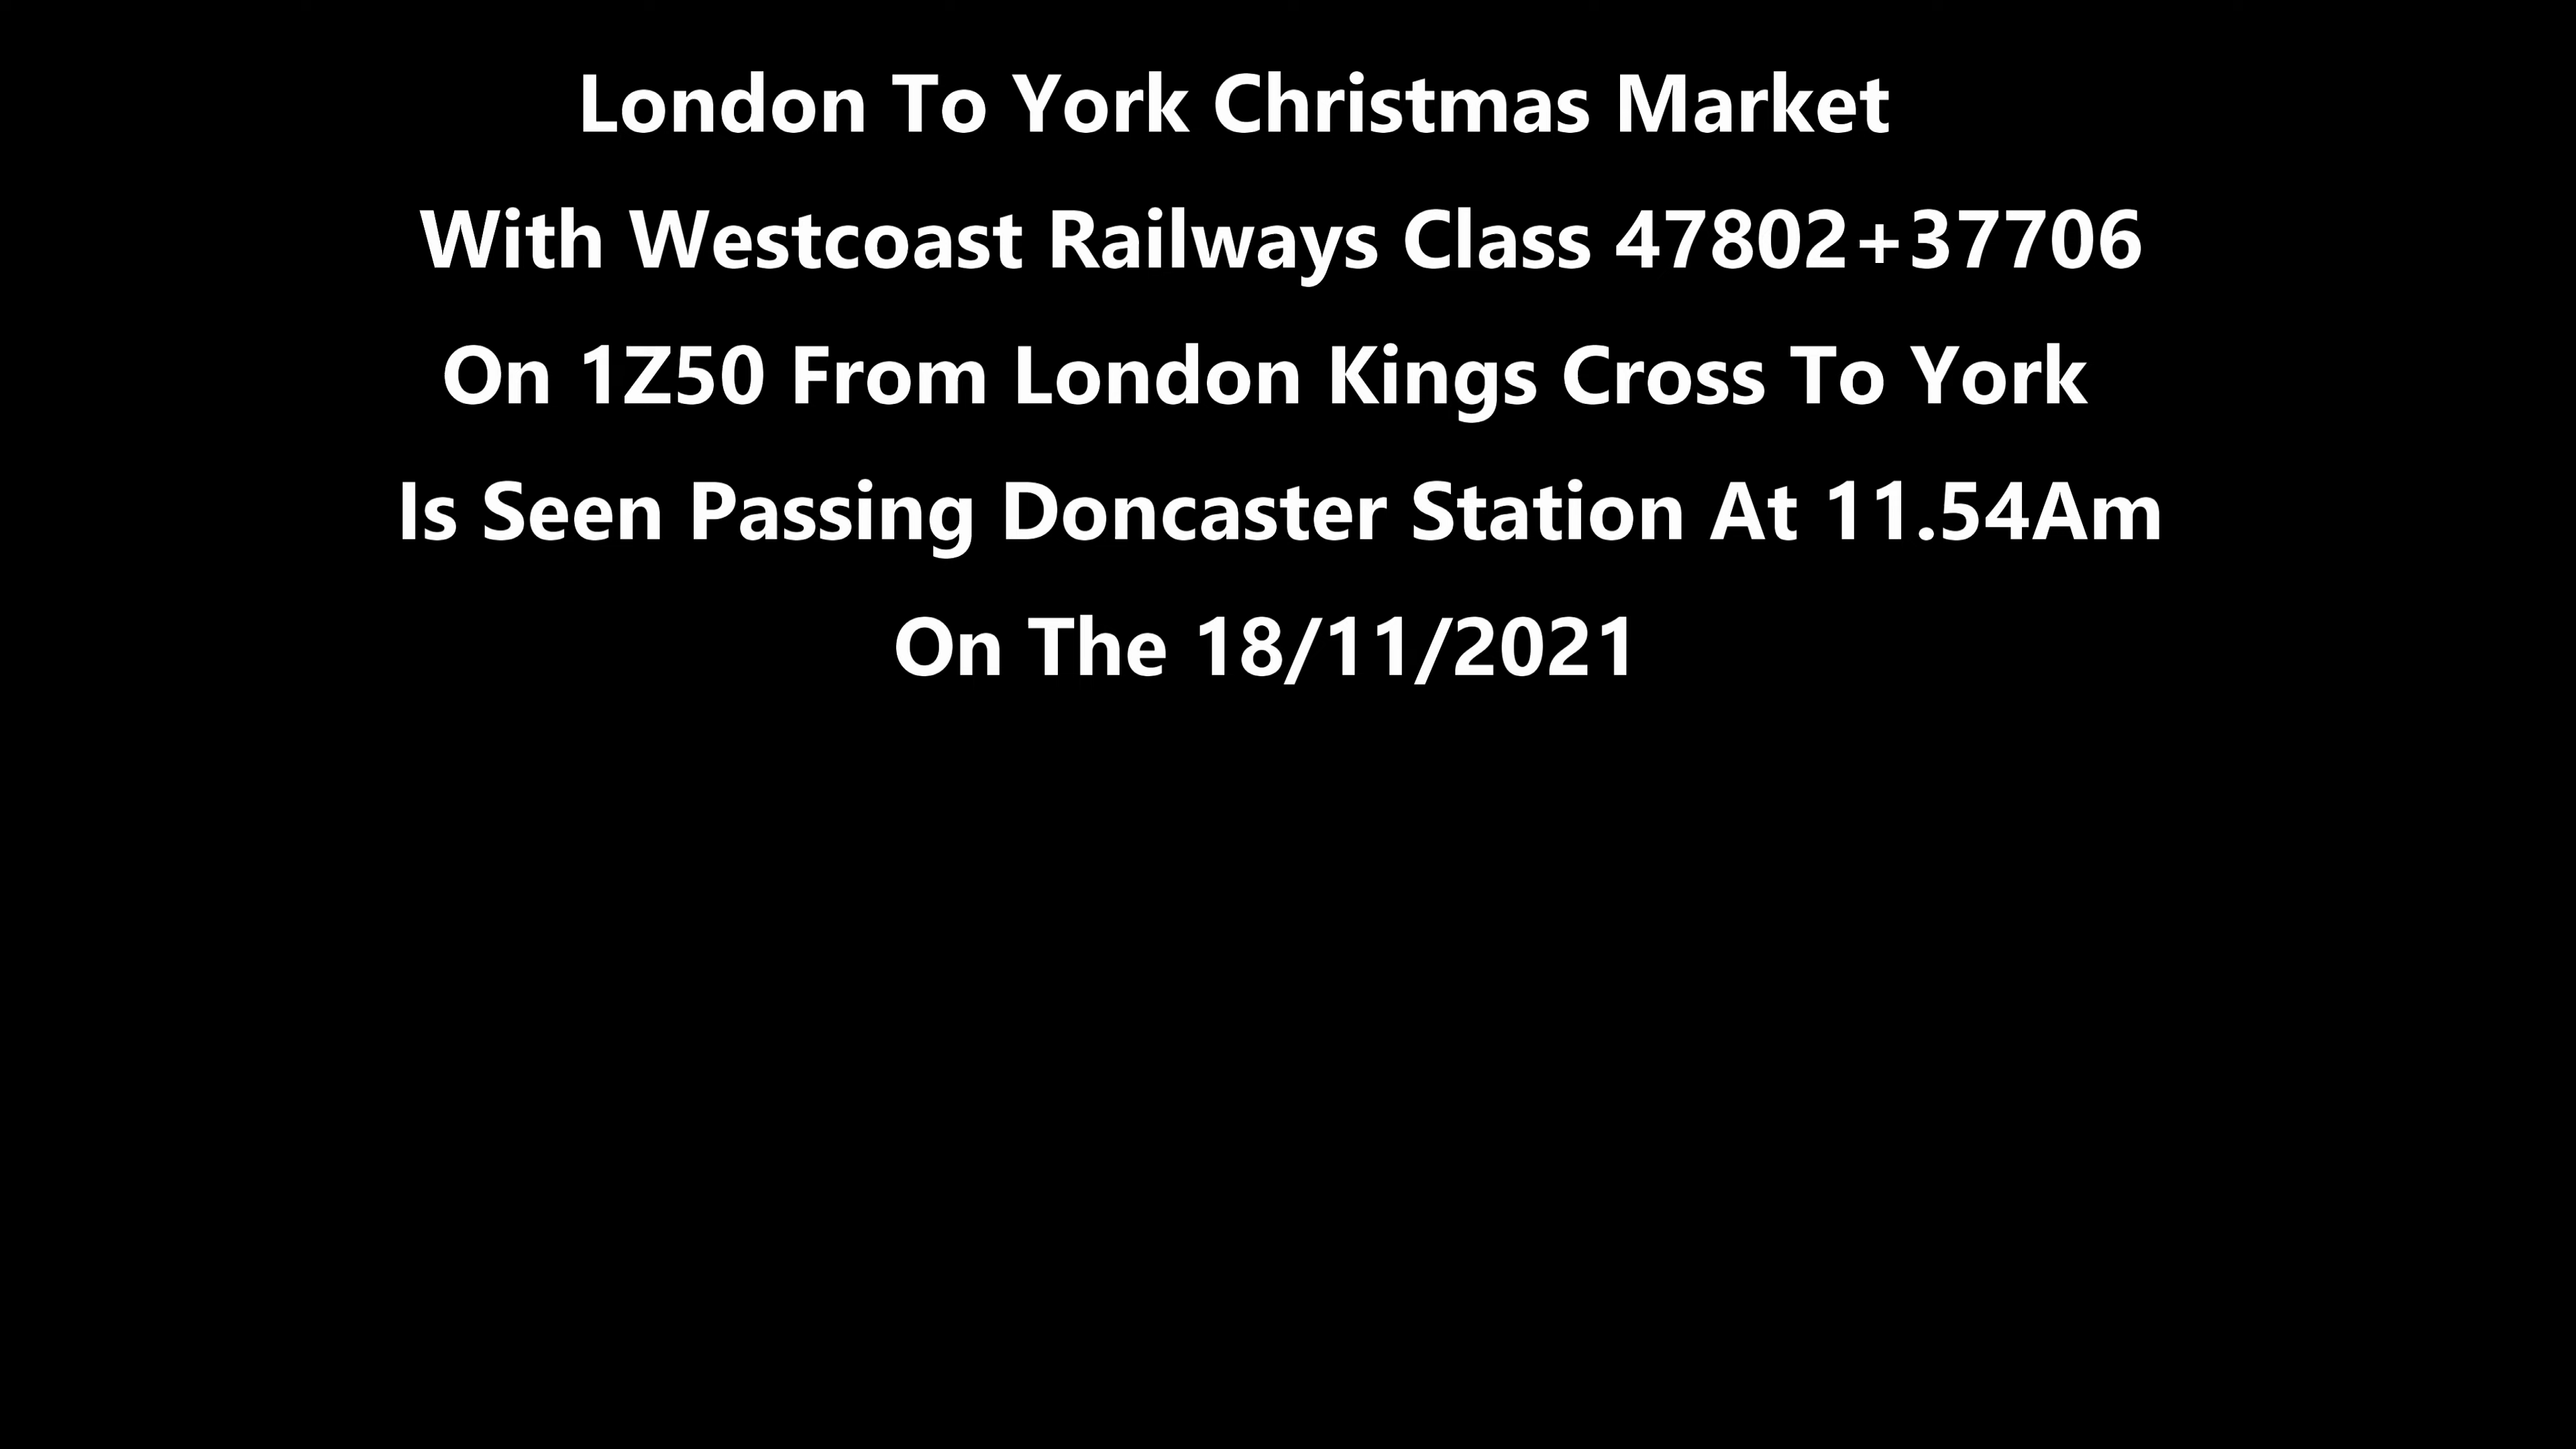 London To York Christmas Market
With Westcoast Railways Class 47802+37706
On 1Z50 From London Kings Cross To York
Is Seen Passing Doncaster Station At 11.54Am
On The 18/11/2021